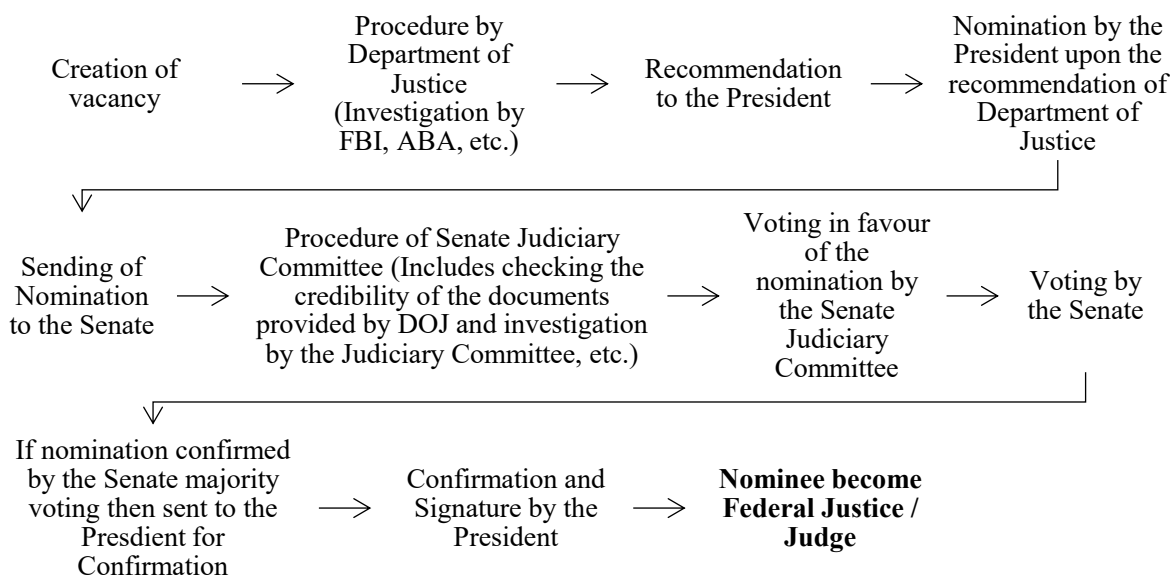 Creation of
vacancy
Procedure by
Department of
Justice
(Investigation by
FBI, ABA, etc.)
Recommendation
to the President
Nomination by the
President upon the
recommendation of
Department of
Justice
Sending of
Nomination
to the Senate
Procedure of Senate Judiciary
Committee (Includes checking the
credibility of the documents
provided by DOJ and investigation
by the Judiciary Committee, etc.)
Voting in favour
of the
nomination by
the Senate
Judiciary
Committee
Voting by
the Senate
If nomination confirmed
by the Senate majority
voting then sent to the
Presdient for
Confirmation
Confirmation and
Signature by the
President
Nominee become
Federal Justice /
Judge